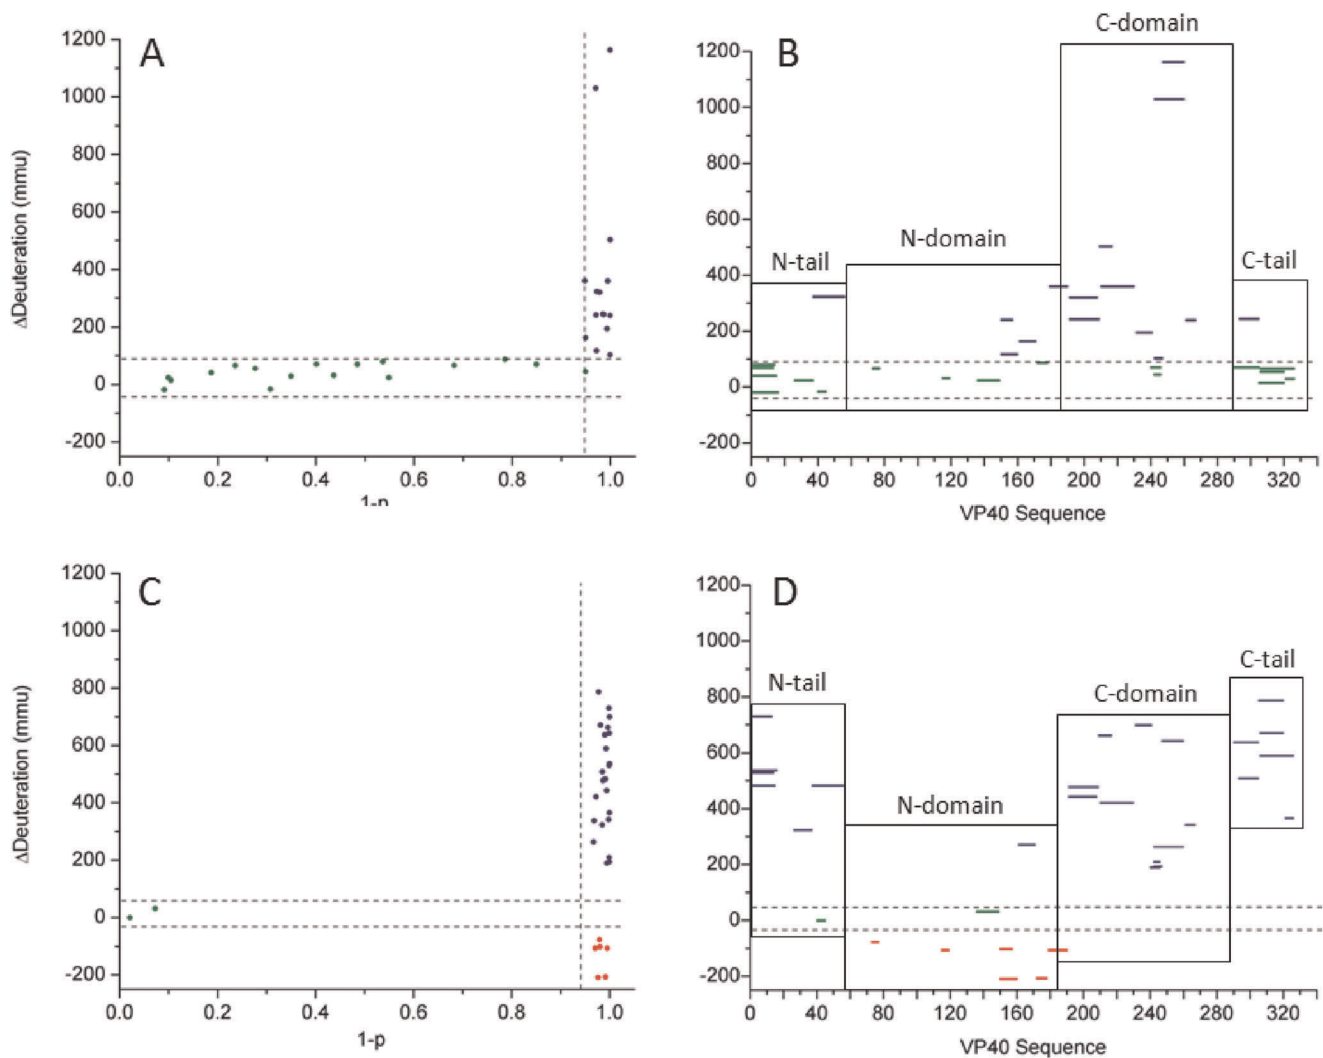 A
1200
1000
800
600
400
200
0
-200
ΔDeuteration (mmu)
0.0 0.2 0.4 0.6 0.8 1.0
1-p
B
C-domain
N-domain
N-tail
C-tail
1200
1000
800
600
400
200
0
-200
0 40 80 120 160 200 240 280 320
VP40 Sequence
C
1200
1000
800
600
400
200
0
-200
ΔDeuteration (mmu)
0.0 0.2 0.4 0.6 0.8 1.0
1-p
D
C-tail
N-tail
C-domain
N-domain
1200
1000
800
600
400
200
0
-200
0 40 80 120 160 200 240 280 320
VP40 Sequence